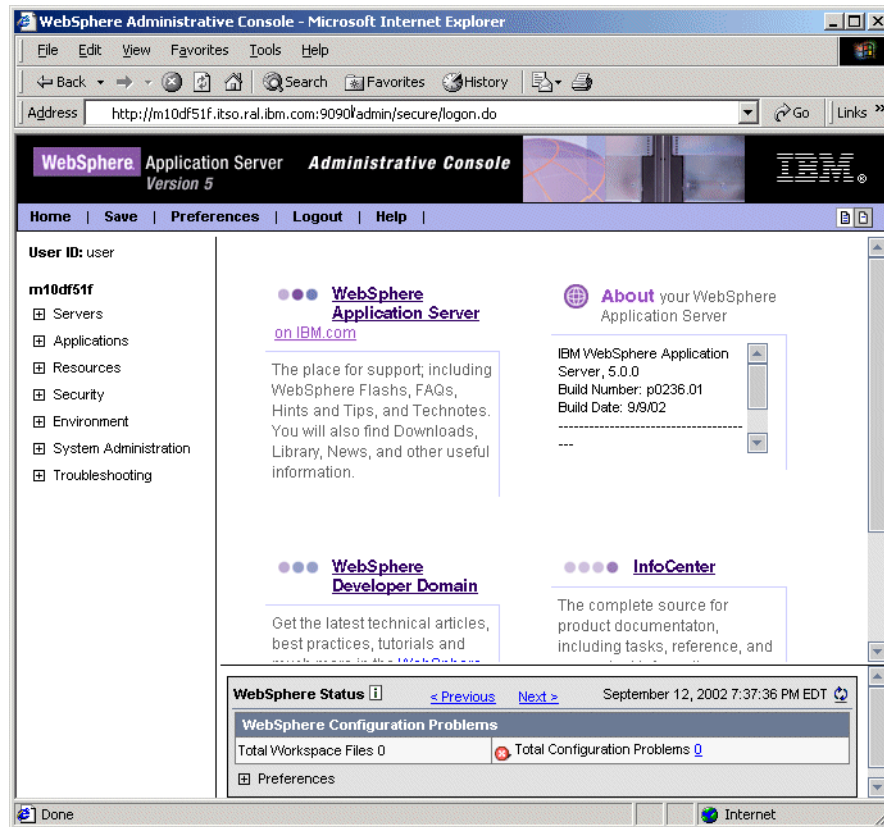 WebSphere Administrative Console - Microsoft Internet Explorer
File Edit View Favorites Tools Help
Back Search Favorites History
Address http://m10df51f.itso.ral.ibm.com:9090/admin/secure/logon.do Go Links »
WebSphere. Application Server Administrative Console IBM®
Version 5
Home | Save | Preferences | Logout | Help |
User ID: user
m10df51f
Servers
Applications
Resources
Security
Environment
System Administration
Troubleshooting
WebSphere
Application Server
on IBM.com
The place for support; including
WebSphere Flashs, FAQs,
Hints and Tips, and Technotes.
You will also find Downloads,
Library, News, and other useful
information.
About your WebSphere
Application Server
IBM WebSphere Application
Server, 5.0.0
Build Number: p0236.01
Build Date: 9/9/02
-----------------------------------
---
WebSphere
Developer Domain
Get the latest technical articles,
best practices, tutorials and
much more in the WebSphere
InfoCenter
The complete source for
product documentaton,
including tasks, reference, and
WebSphere Status i < Previous Next > September 12, 2002 7:37:36 PM EDT
WebSphere Configuration Problems
Total Workspace Files 0 Total Configuration Problems 0
Preferences
Done Internet